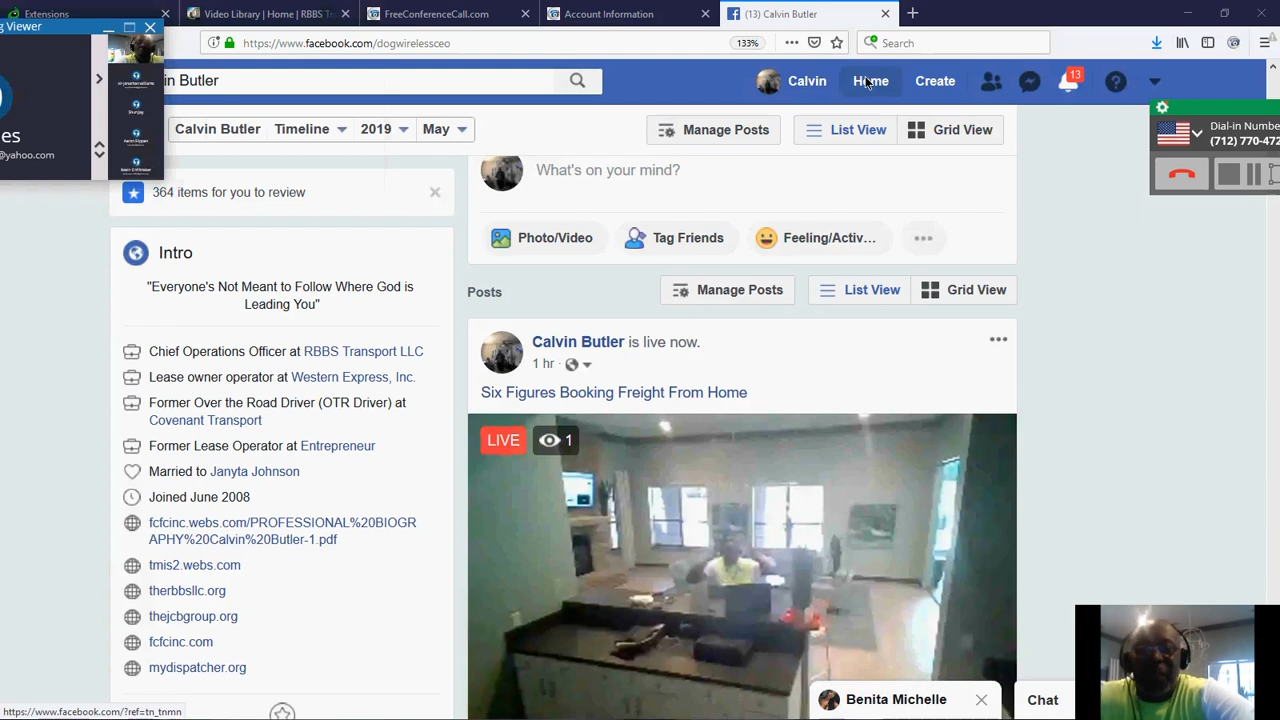 Extensions
Video Library | Home | RBBS T
FreeConferenceCall.com
Account Information
(13) Calvin Butler
g Viewer
https://www.facebook.com/dogwirelessceo
133%
Search
in Butler
Calvin
Home
Create
13
es
@yahoo.com
Calvin Butler
Timeline
2019
May
Manage Posts
List View
Grid View
Dial-in Numbe
(712) 770-472
364 items for you to review
What's on your mind?
Photo/Video
Tag Friends
Feeling/Activ...
Intro
"Everyone's Not Meant to Follow Where God is
Leading You"
Posts
Manage Posts
List View
Grid View
Chief Operations Officer at RBBS Transport LLC
Lease owner operator at Western Express, Inc.
Former Over the Road Driver (OTR Driver) at
Covenant Transport
Former Lease Operator at Entrepreneur
Married to Janyta Johnson
Joined June 2008
fcfcinc.webs.com/PROFESSIONAL%20BIOGR
APHY%20Calvin%20Butler-1.pdf
tmis2.webs.com
therbbsllc.org
thejcbgroup.org
fcfcinc.com
mydispatcher.org
Calvin Butler is live now.
1 hr
Six Figures Booking Freight From Home
LIVE
1
Benita Michelle
Chat
https://www.facebook.com/?ref=tn_tnmn